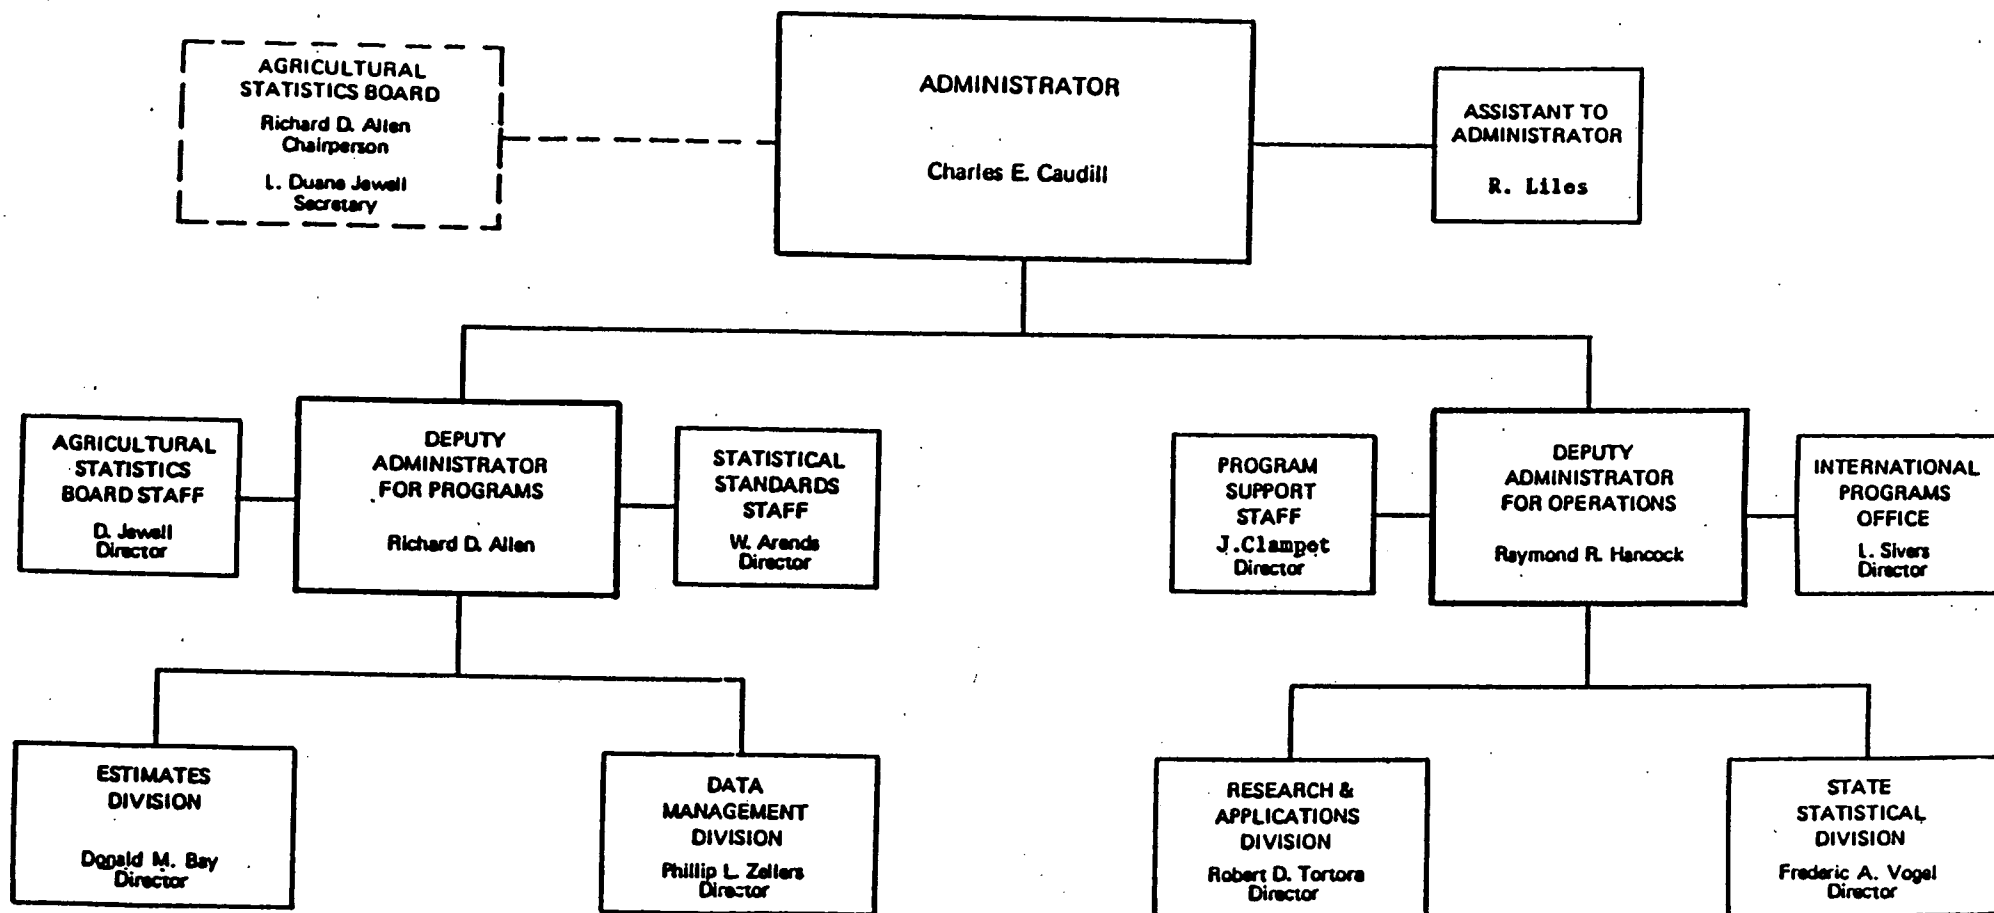 AGRICULTURAL
STATISTICS BOARD
Richard D. Allen
Chairperson
L. Duane Jewell
Secretary
ADMINISTRATOR
Charles E. Caudill
ASSISTANT TO
ADMINISTRATOR
R. Liles
AGRICULTURAL
STATISTICS
BOARD STAFF
D. Jewell
Director
DEPUTY
ADMINISTRATOR
FOR PROGRAMS
Richard D. Allen
STATISTICAL
STANDARDS
STAFF
W. Arends
Director
PROGRAM
SUPPORT
STAFF
J.Clampet
Director
DEPUTY
ADMINISTRATOR
FOR OPERATIONS
Raymond R. Hancock
INTERNATIONAL
PROGRAMS
OFFICE
L. Sivers
Director
ESTIMATES
DIVISION
Donald M. Bay
Director
DATA
MANAGEMENT
DIVISION
Phillip L. Zellers
Director
RESEARCH &
APPLICATIONS
DIVISION
Robert D. Tortora
Director
STATE
STATISTICAL
DIVISION
Frederic A. Vogel
Director